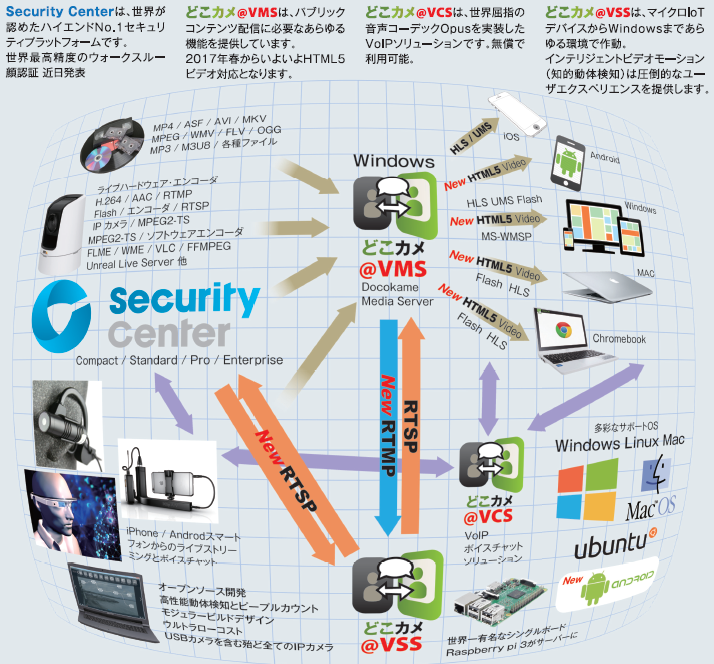 Security Centerは、世界が
認めたハイエンドNo.1セキュリ
ティプラットフォームです。
世界最高精度のウォークスルー
顔認証 近日発表
どこカメ@VMSは、パブリック
コンテンツ配信に必要なあらゆる
機能を提供しています。
2017年春からいよいよHTML5
ビデオ対応となります。
どこカメ@VCSは、世界屈指の
音声コーデックOpusを実装した
VoIPソリューションです。無償で
利用可能。
どこカメ@VSSは、マイクロIoT
デバイスからWindowsまであら
ゆる環境で作動。
インテリジェントビデオモーション
(知的動体検知)は圧倒的なユー
ザエクスペリエンスを提供します。
MP4 / ASF / AVI / MKV
MPEG / WMV / FLV / OGG
MP3 / M3U8 / 各種ファイル
ライブハードウェア・エンコーダ
H.264 / AAC / RTMP
Flash / エンコーダ / RTSP
IP カメラ / MPEG2-TS
MPEG2-TS / ソフトウェアエンコーダ
FLME / WME / VLC / FFMPEG
Unreal Live Server 他
Security
Center
Compact / Standard / Pro / Enterprise
Windows
どこカメ
@VMS
Docokame
Media Server
HLS / UMS
iOS
New HTML5 Video
Android
HLS UMS Flash
New HTML5 Video
MS-WMSP
Windows
New HTML5 Video
Flash HLS
MAC
New HTML5 Video
Flash HLS
Chromebook
New RTSP
New RTMP
RTSP
iPhone / Androdスマート
フォンからのライブストリー
ミングとボイスチャット
どこカメ
@VCS
VoIP
ボイスチャット
ソリューション
多彩なサポートOS
Windows Linux Mac
Mac OS
ubuntu
New
ANDROID
オープンソース開発
高性能動体検知とピープルカウント
モジュラービルドデザイン
ウルトラローコスト
USBカメラを含む殆ど全てのIPカメラ
どこカメ
@VSS
世界一有名なシングルボード
Raspberry pi 3がサーバーに